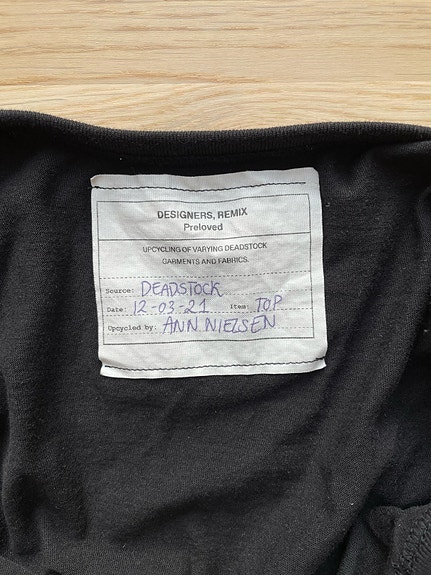 DESIGNERS, REMIX
Preloved
UPCYCLING OF VARYING DEADSTOCK
GARMENTS AND FABRICS.
Source: DEADSTOCK
Date: 12-03-21 Item: TOP
Upcycled by: ANN NIELSEN